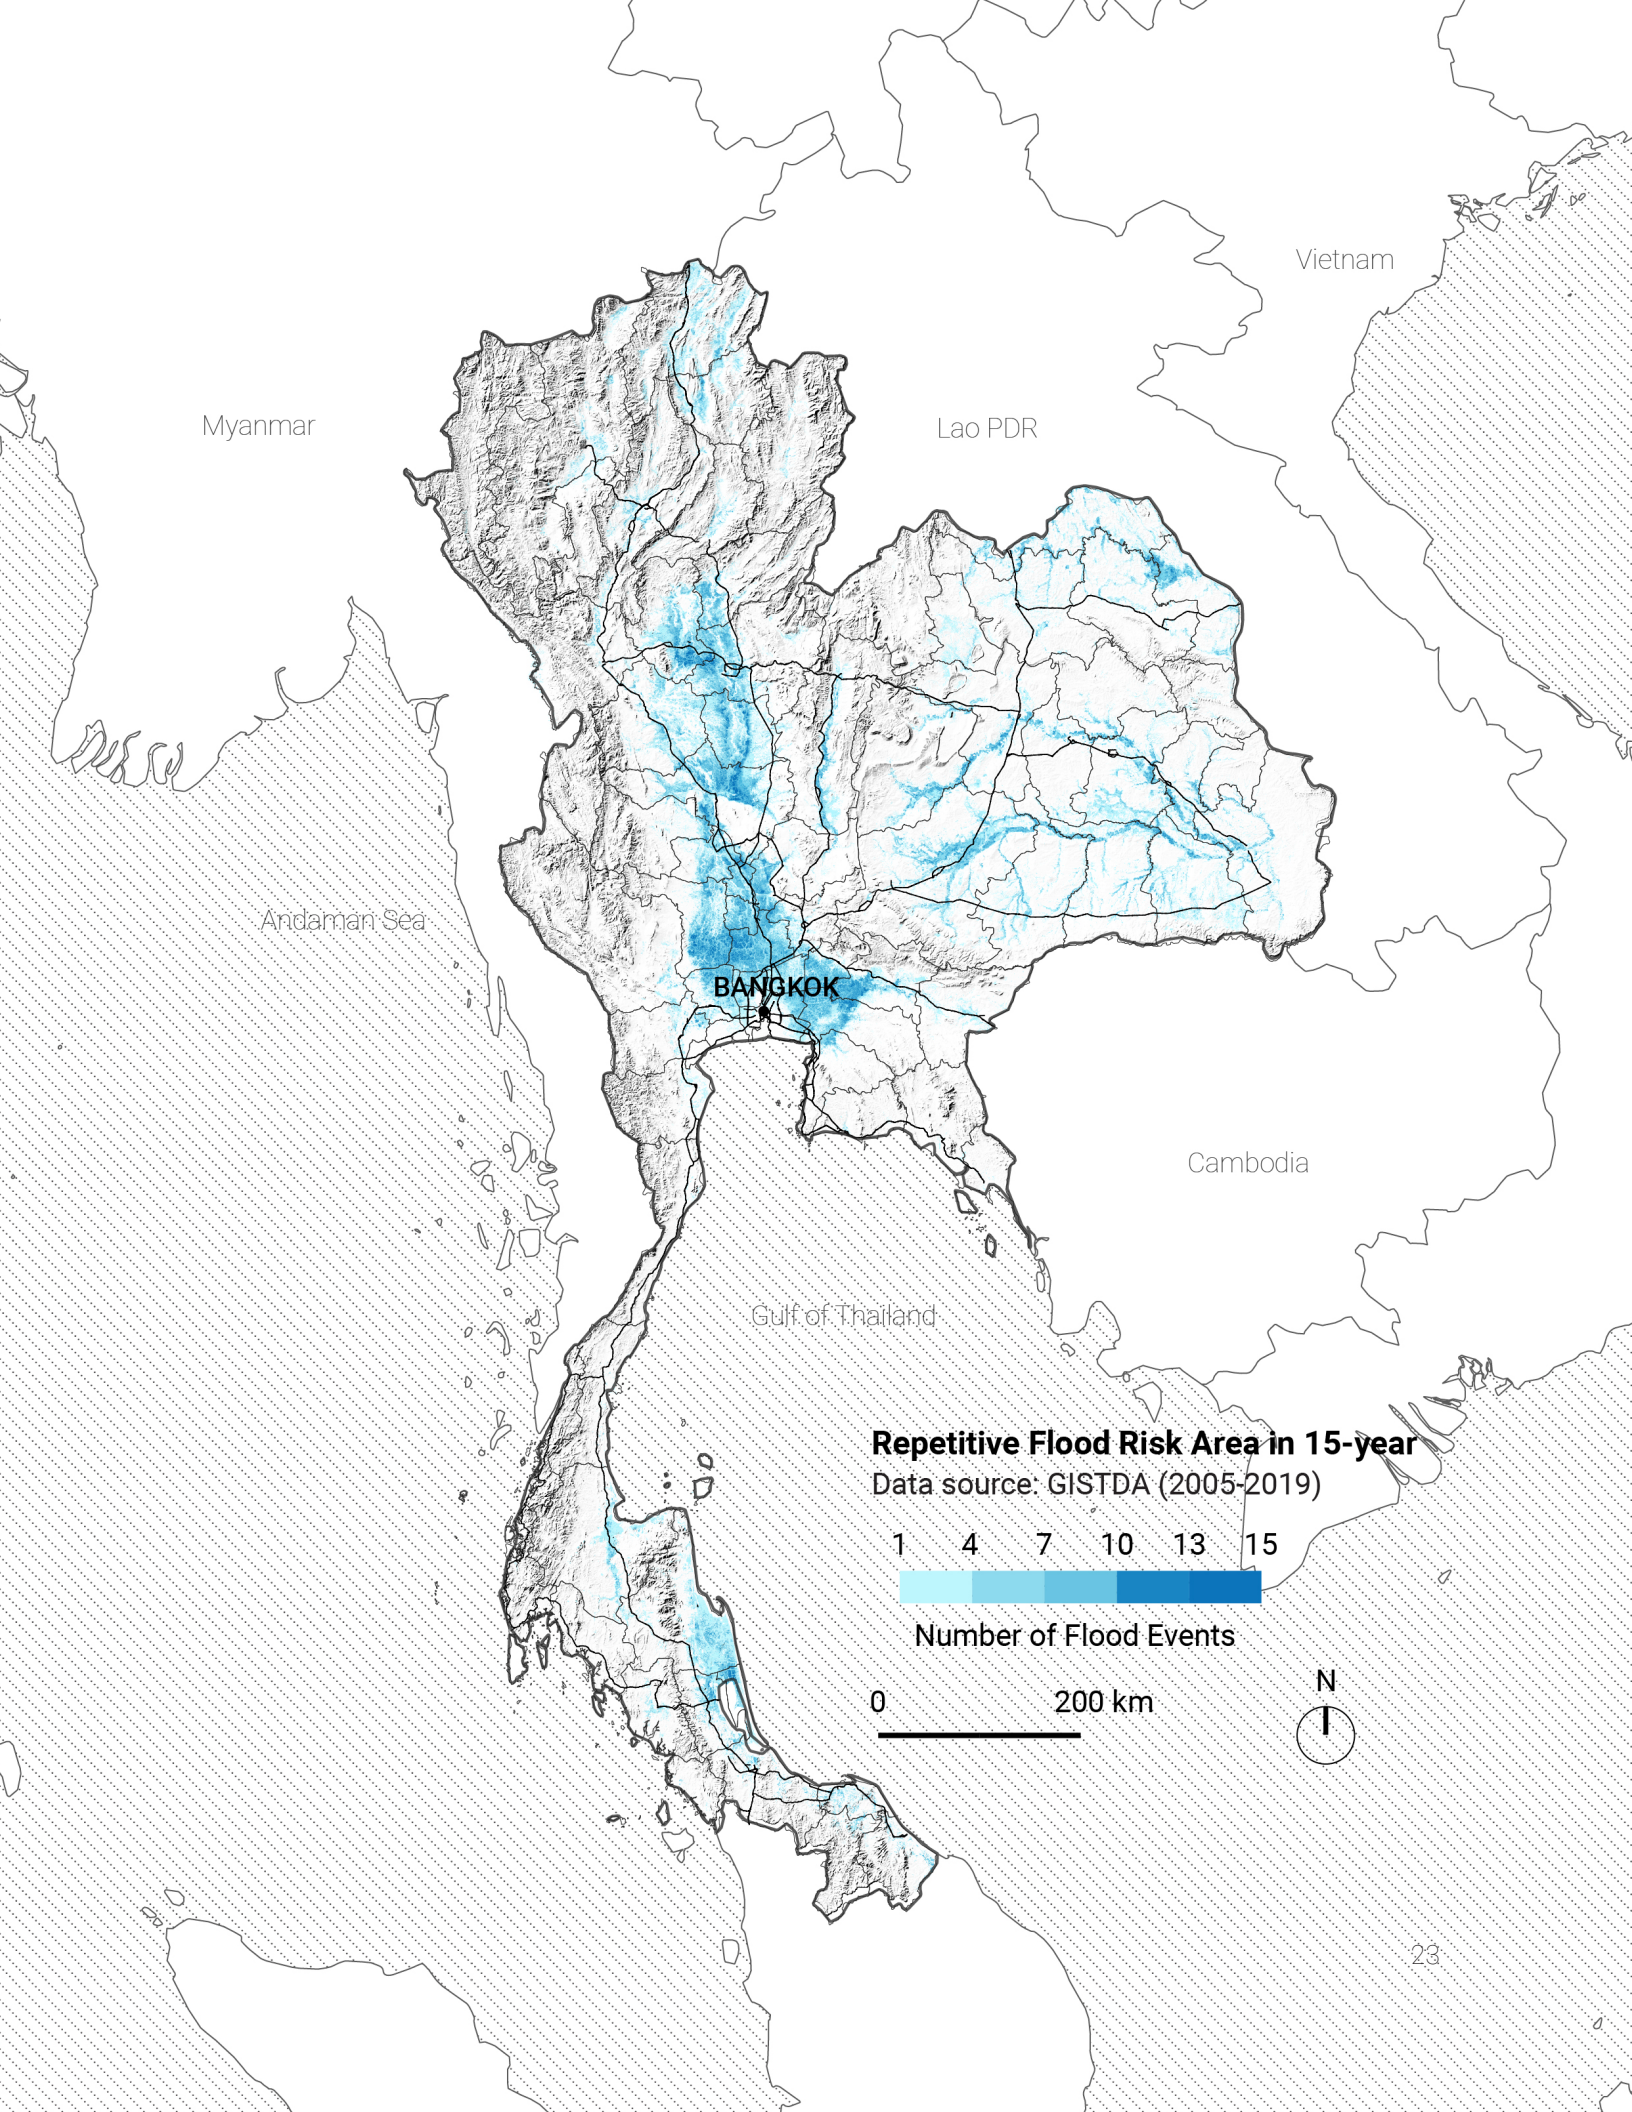 Vietnam
Myanmar
Lao PDR
Andaman Sea
BANGKOK
Cambodia
Gulf of Thailand
Repetitive Flood Risk Area in 15-year
Data source: GISTDA (2005-2019)
1 4 7 10 13 15
Number of Flood Events
N
0 200 km
23